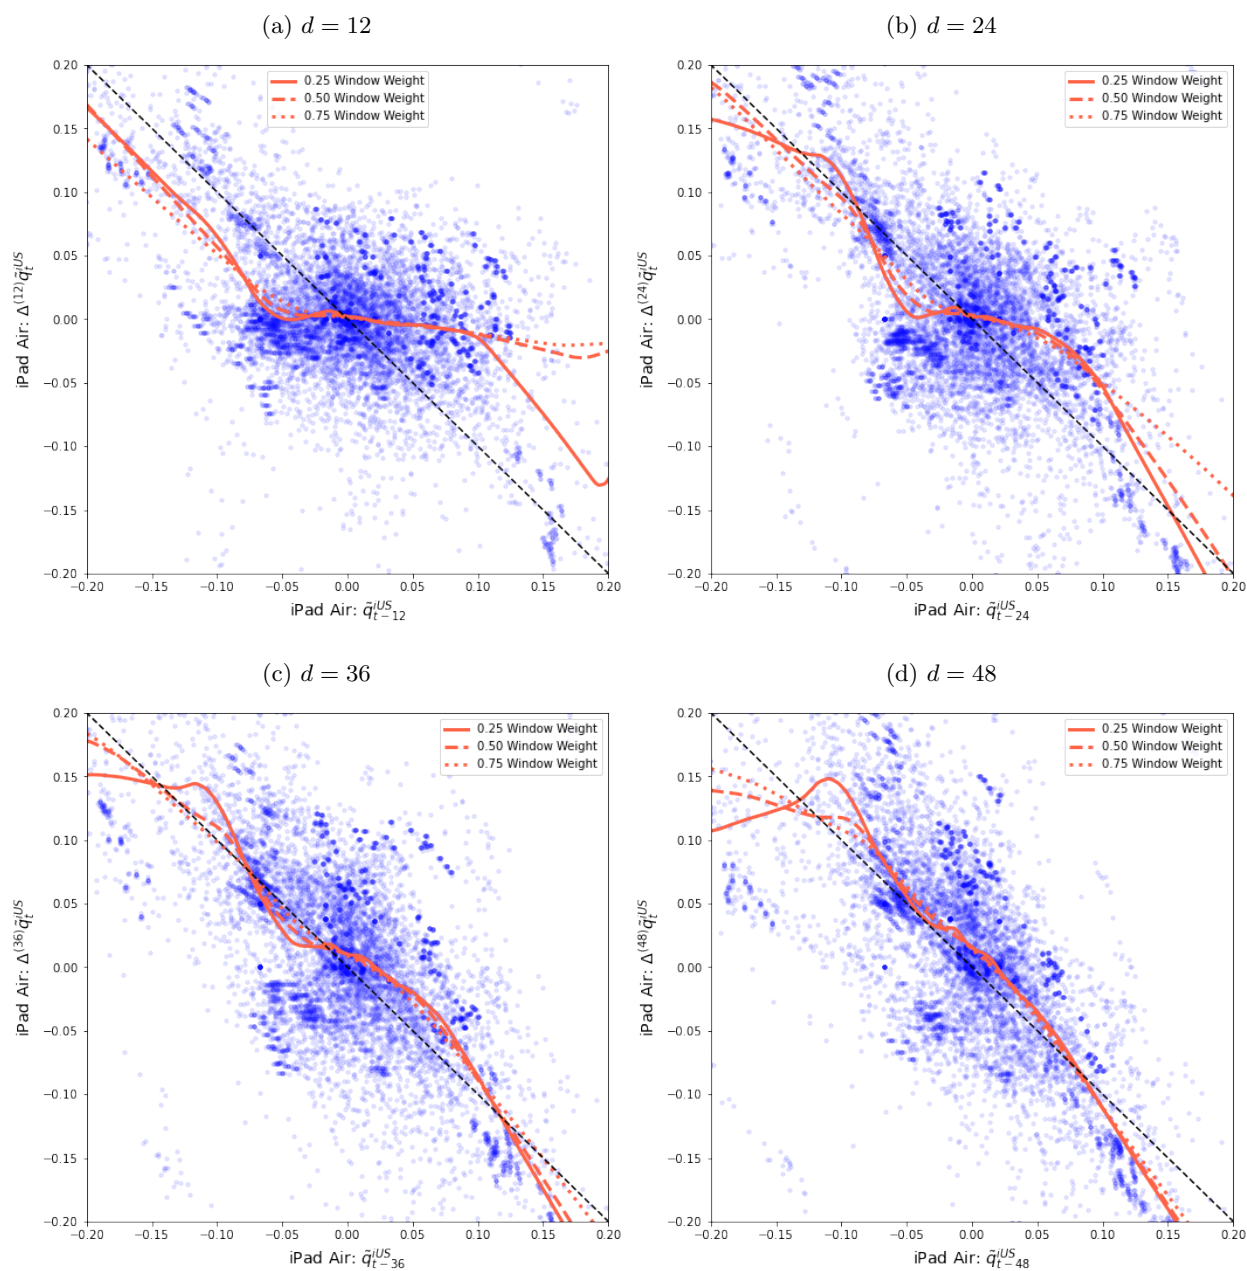 (a) d = 12
0.25 Window Weight
0.50 Window Weight
0.75 Window Weight
0.20
0.15
0.10
0.05
0.00
−0.05
−0.10
−0.15
−0.20
iPad Air: Δ^{(12)} q̃_t^{iUS}
−0.20 −0.15 −0.10 −0.05 0.00 0.05 0.10 0.15 0.20
iPad Air: q̃_{t−12}^{iUS}
(b) d = 24
0.25 Window Weight
0.50 Window Weight
0.75 Window Weight
0.20
0.15
0.10
0.05
0.00
−0.05
−0.10
−0.15
−0.20
iPad Air: Δ^{(24)} q̃_t^{iUS}
−0.20 −0.15 −0.10 −0.05 0.00 0.05 0.10 0.15 0.20
iPad Air: q̃_{t−24}^{iUS}
(c) d = 36
0.25 Window Weight
0.50 Window Weight
0.75 Window Weight
0.20
0.15
0.10
0.05
0.00
−0.05
−0.10
−0.15
−0.20
iPad Air: Δ^{(36)} q̃_t^{iUS}
−0.20 −0.15 −0.10 −0.05 0.00 0.05 0.10 0.15 0.20
iPad Air: q̃_{t−36}^{iUS}
(d) d = 48
0.25 Window Weight
0.50 Window Weight
0.75 Window Weight
0.20
0.15
0.10
0.05
0.00
−0.05
−0.10
−0.15
−0.20
iPad Air: Δ^{(48)} q̃_t^{iUS}
−0.20 −0.15 −0.10 −0.05 0.00 0.05 0.10 0.15 0.20
iPad Air: q̃_{t−48}^{iUS}